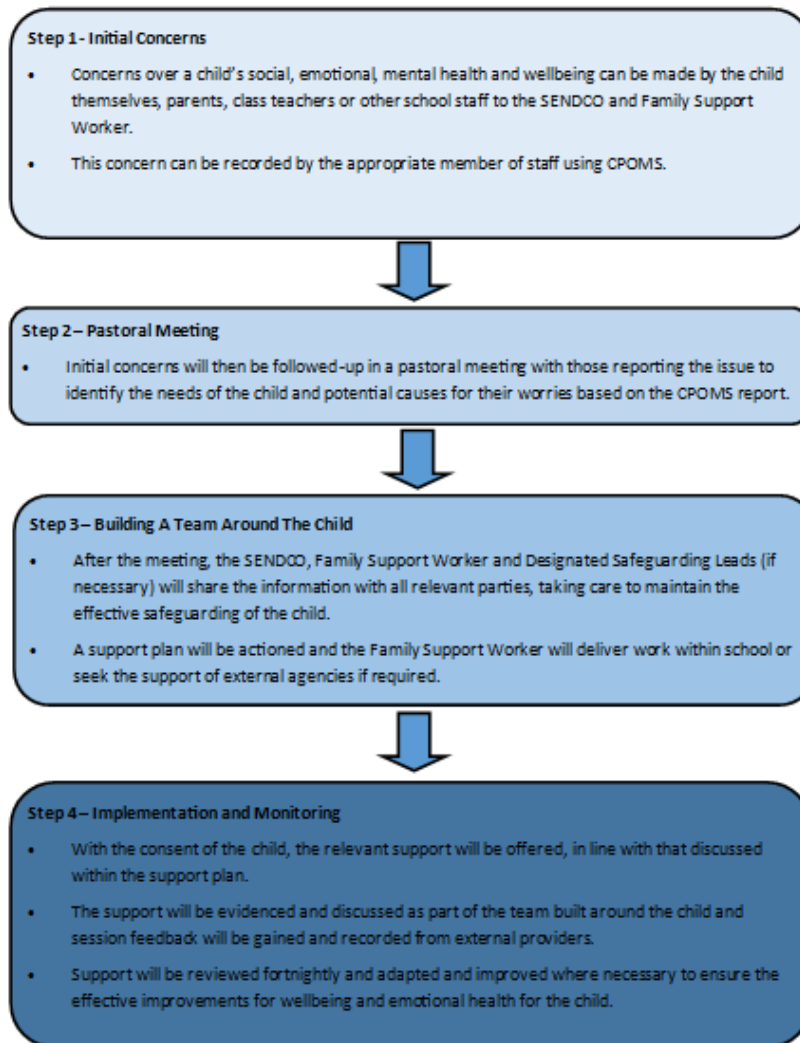 Step 1 - Initial Concerns
• Concerns over a child's social, emotional, mental health and wellbeing can be made by the child
themselves, parents, class teachers or other school staff to the SENDCO and Family Support
Worker.
• This concern can be recorded by the appropriate member of staff using CPOMS.
Step 2 – Pastoral Meeting
• Initial concerns will then be followed-up in a pastoral meeting with those reporting the issue to
identify the needs of the child and potential causes for their worries based on the CPOMS report.
Step 3 – Building A Team Around The Child
• After the meeting, the SENDCO, Family Support Worker and Designated Safeguarding Leads (if
necessary) will share the information with all relevant parties, taking care to maintain the
effective safeguarding of the child.
• A support plan will be actioned and the Family Support Worker will deliver work within school or
seek the support of external agencies if required.
Step 4 – Implementation and Monitoring
• With the consent of the child, the relevant support will be offered, in line with that discussed
within the support plan.
• The support will be evidenced and discussed as part of the team built around the child and
session feedback will be gained and recorded from external providers.
• Support will be reviewed fortnightly and adapted and improved where necessary to ensure the
effective improvements for wellbeing and emotional health for the child.